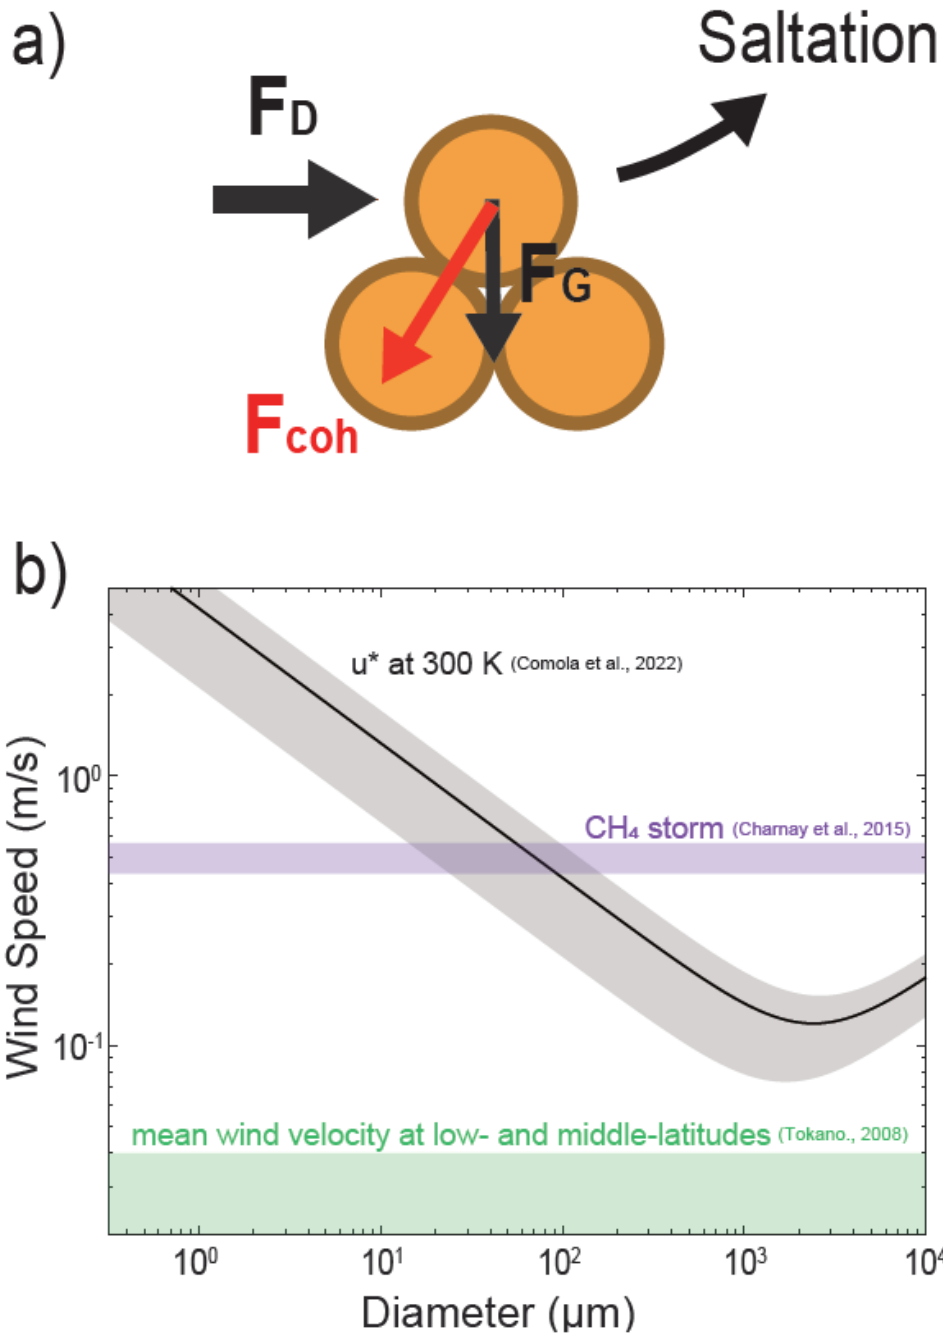 a)
Saltation
FD
FG
Fcoh
b)
u* at 300 K (Comola et al., 2022)
10⁰
CH₄ storm (Charnay et al., 2015)
Wind Speed (m/s)
10⁻¹
mean wind velocity at low- and middle-latitudes (Tokano., 2008)
10⁰ 10¹ 10² 10³ 10⁴
Diameter (μm)